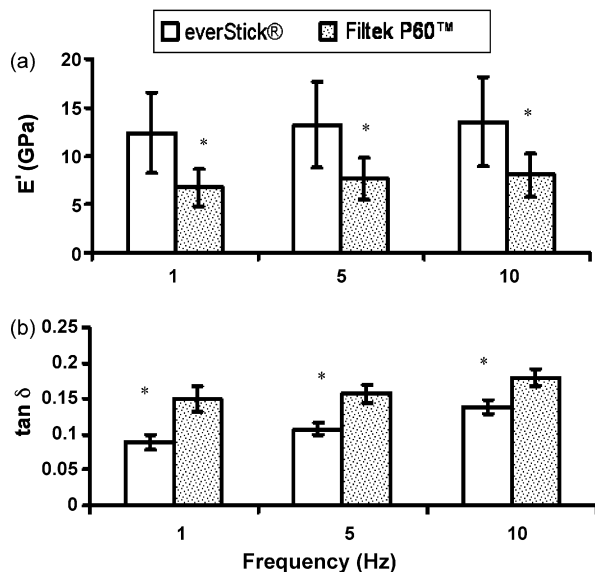 everStick® Filtek P60™
(a)
E' (GPa)
20
15
10
5
0
* * *
1 5 10
(b)
tan δ
0.25
0.2
0.15
0.1
0.05
0
* * *
1 5 10
Frequency (Hz)